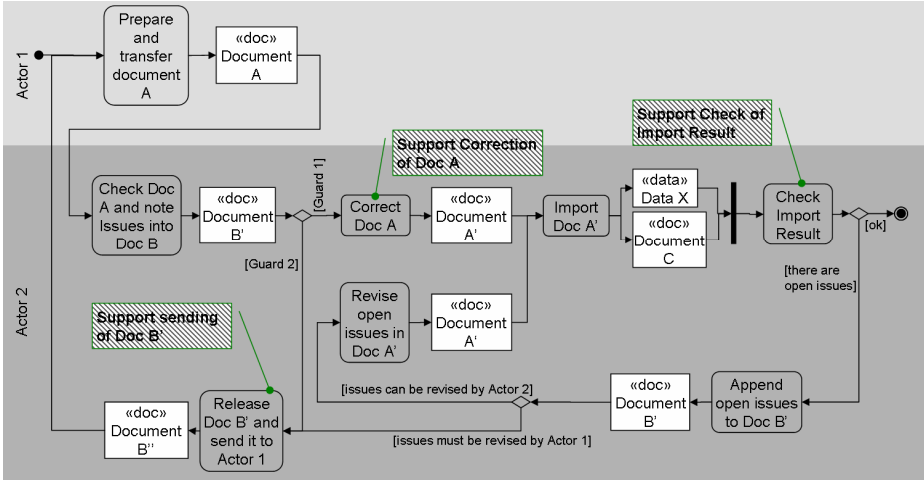 Actor 1
Prepare
and
transfer
document
A
«doc»
Document
A
Support Correction
of Doc A
Support Check of
Import Result
Actor 2
Check Doc
A and note
Issues into
Doc B
«doc»
Document
B'
[Guard 1]
[Guard 2]
Correct
Doc A
«doc»
Document
A'
Import
Doc A'
«data»
Data X
«doc»
Document
C
Check
Import
Result
[ok]
[there are
open issues]
Support sending
of Doc B'
Revise
open
issues in
Doc A'
«doc»
Document
A'
[issues can be revised by Actor 2]
[issues must be revised by Actor 1]
«doc»
Document
B'
Append
open issues
to Doc B'
Release
Doc B' and
send it to
Actor 1
«doc»
Document
B''